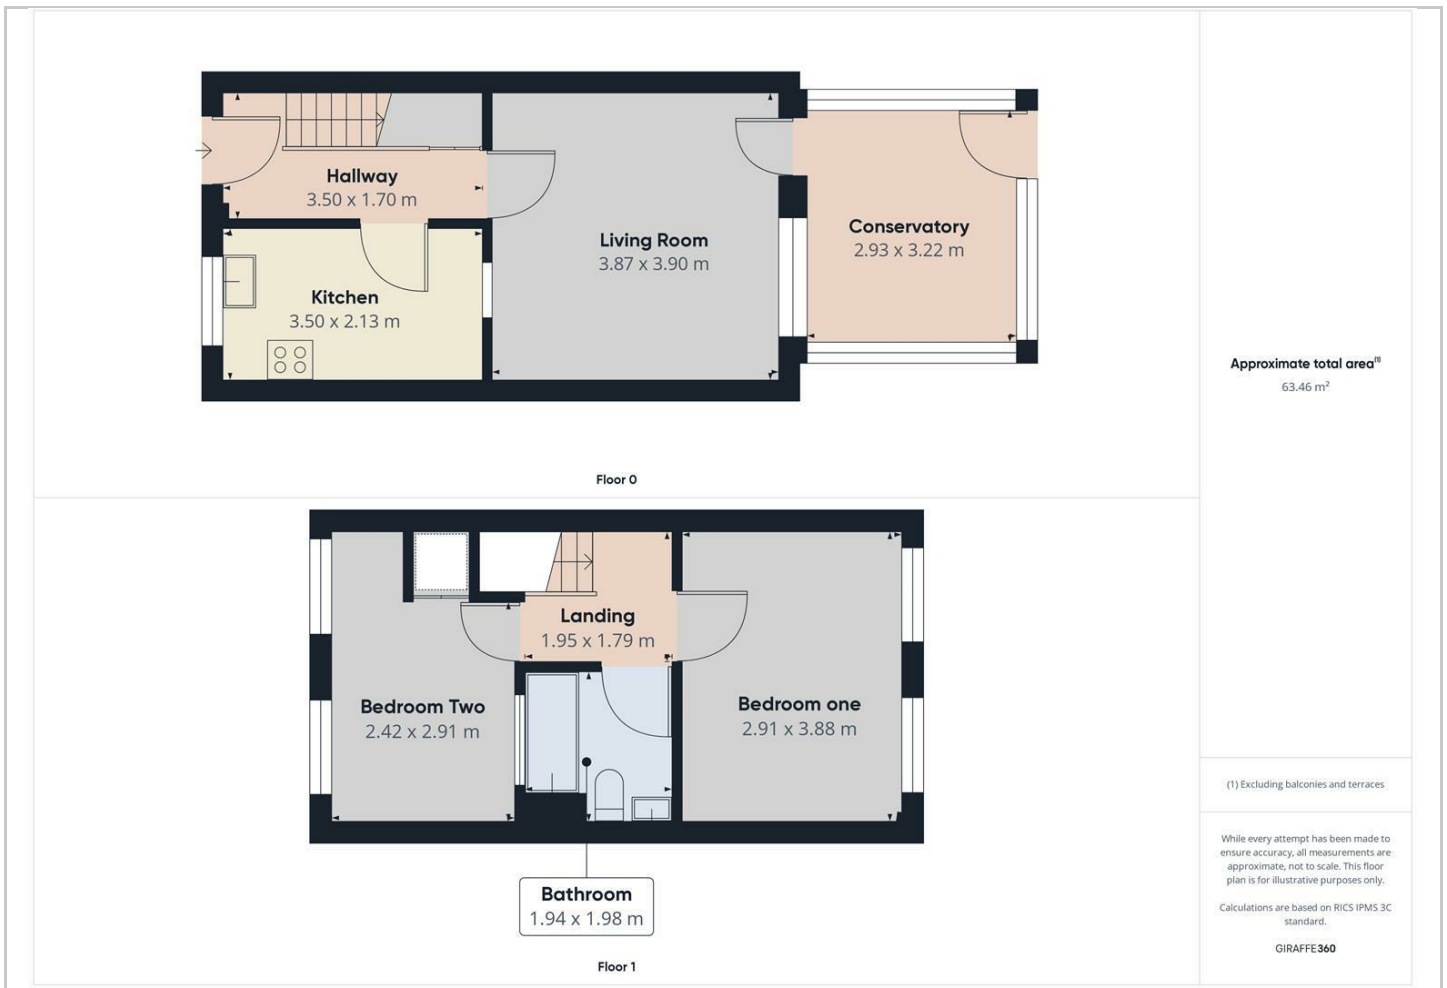 Hallway
3.50 x 1.70 m
Living Room
3.87 x 3.90 m
Conservatory
2.93 x 3.22 m
Kitchen
3.50 x 2.13 m
Floor 0
Landing
1.95 x 1.79 m
Bedroom Two
2.42 x 2.91 m
Bedroom one
2.91 x 3.88 m
Bathroom
1.94 x 1.98 m
Floor 1
Approximate total area(1)
63.46 m²
(1) Excluding balconies and terraces
While every attempt has been made to
ensure accuracy, all measurements are
approximate, not to scale. This floor
plan is for illustrative purposes only.
Calculations are based on RICS IPMS 3C
standard.
GIRAFFE360